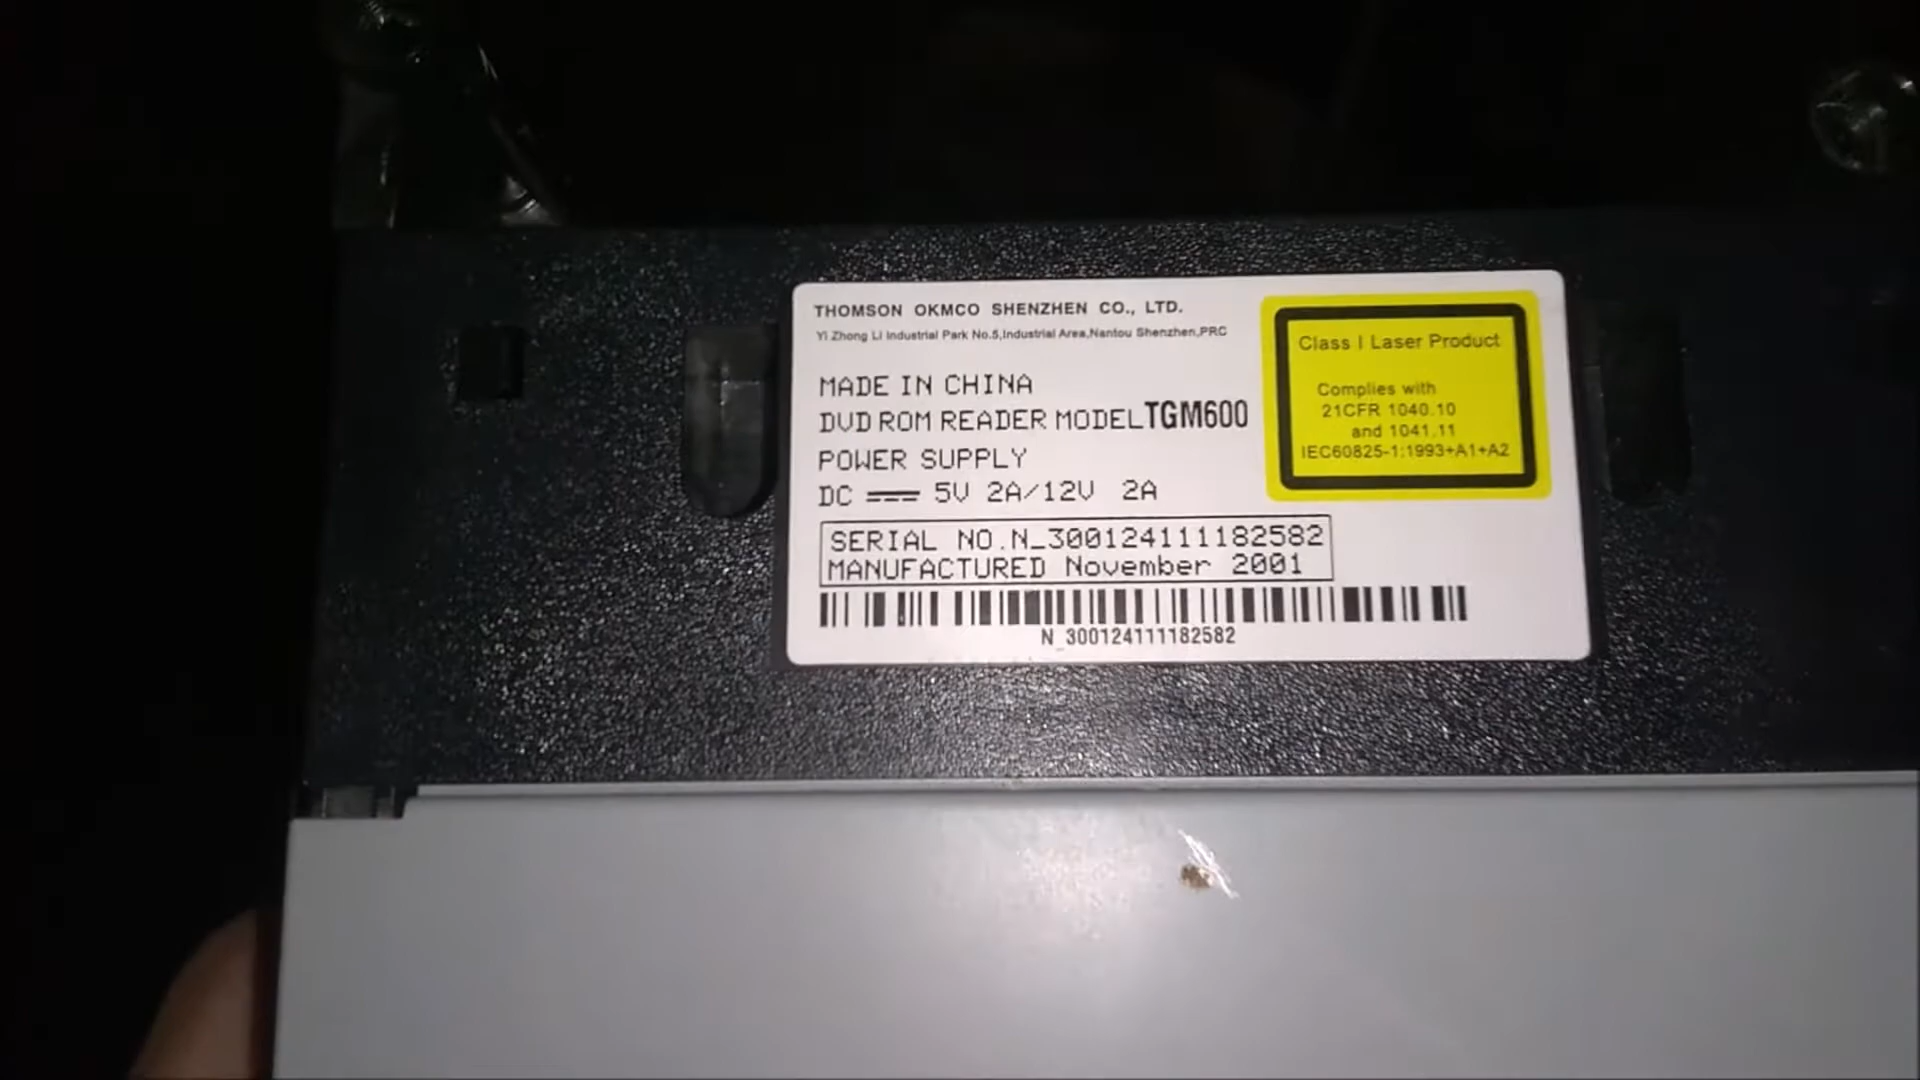 THOMSON OKMCO SHENZHEN CO., LTD.
Yi Zhong Li Industrial Park No.5,Industrial Area,Nantou Shenzhen,PRC
MADE IN CHINA
DVD ROM READER MODEL TGM600
POWER SUPPLY
DC 5V 2A/12V 2A
Class I Laser Product
Complies with
21CFR 1040.10
and 1041.11
IEC60825-1:1993+A1+A2
SERIAL NO.N_300124111182582
MANUFACTURED November 2001
N_300124111182582